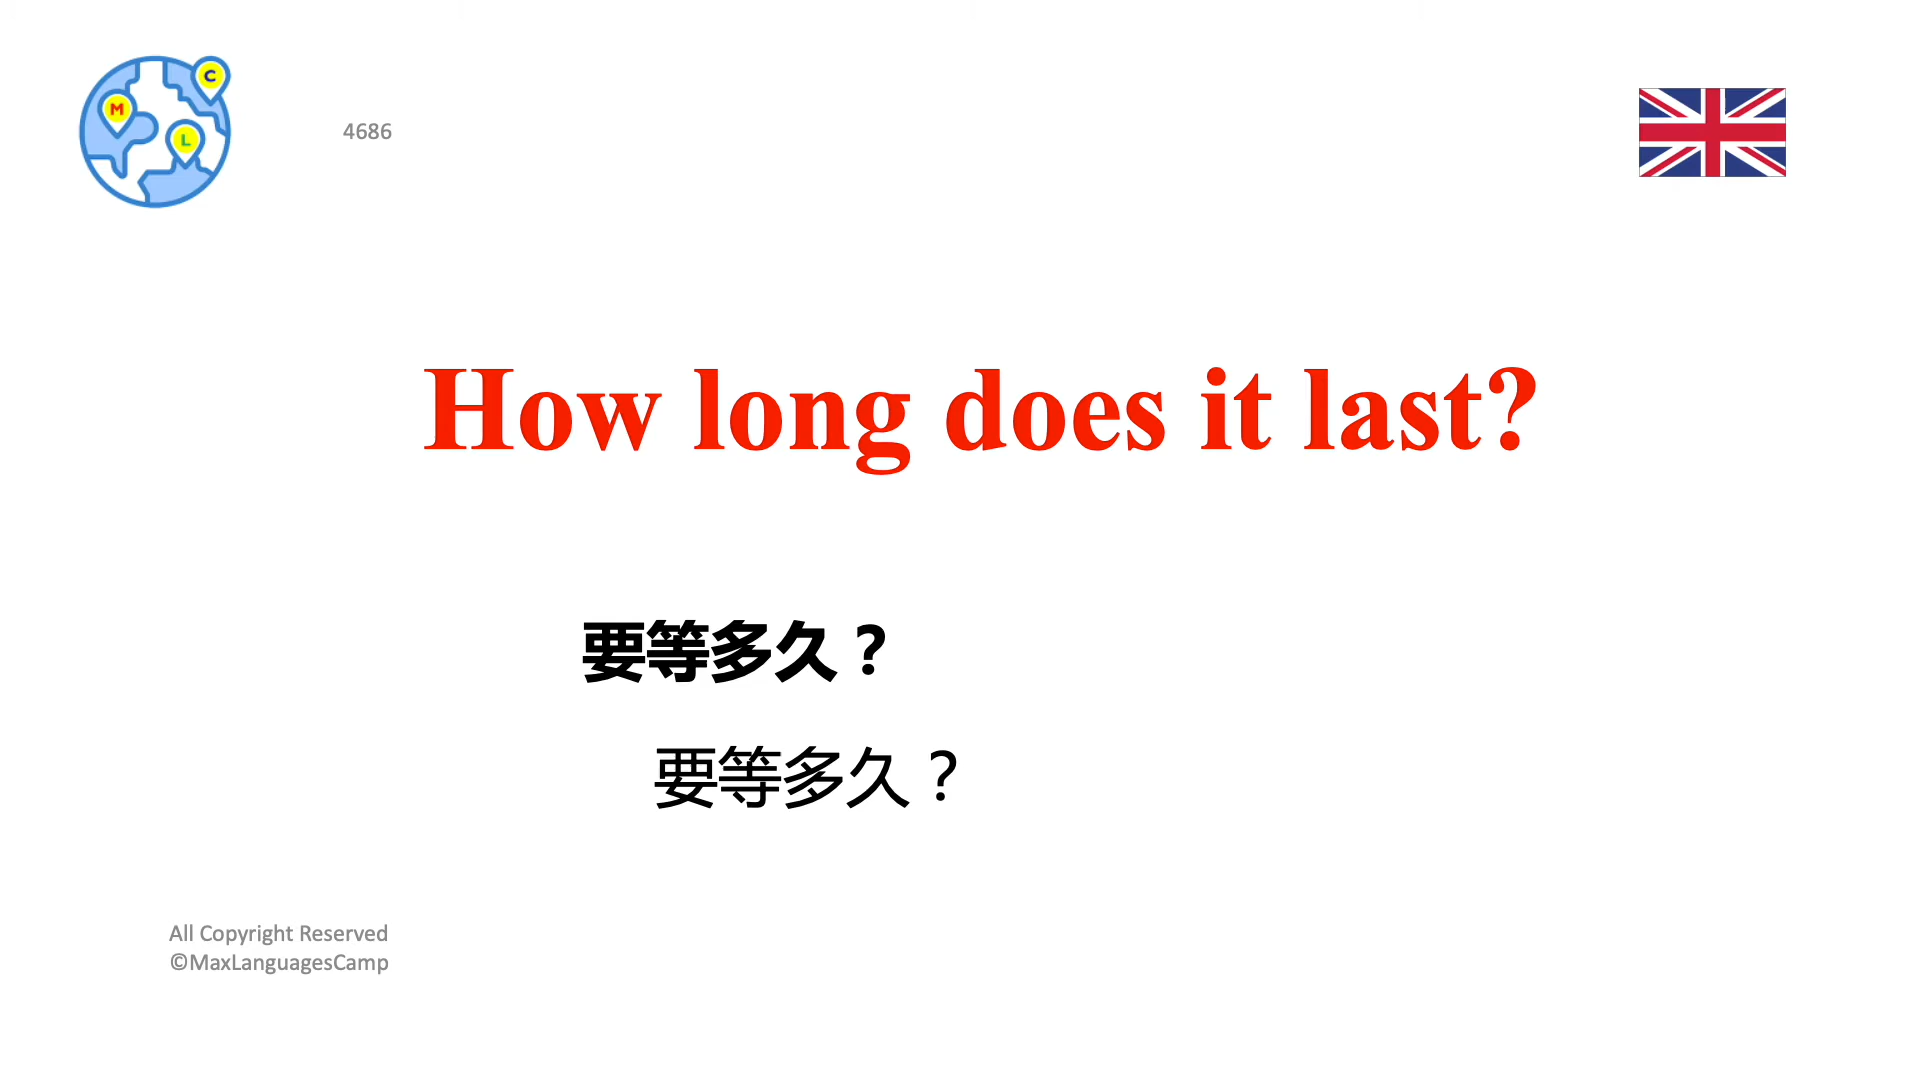 C
M
L
4686
How long does it last?
要等多久？
要等多久？
All Copyright Reserved
©MaxLanguagesCamp